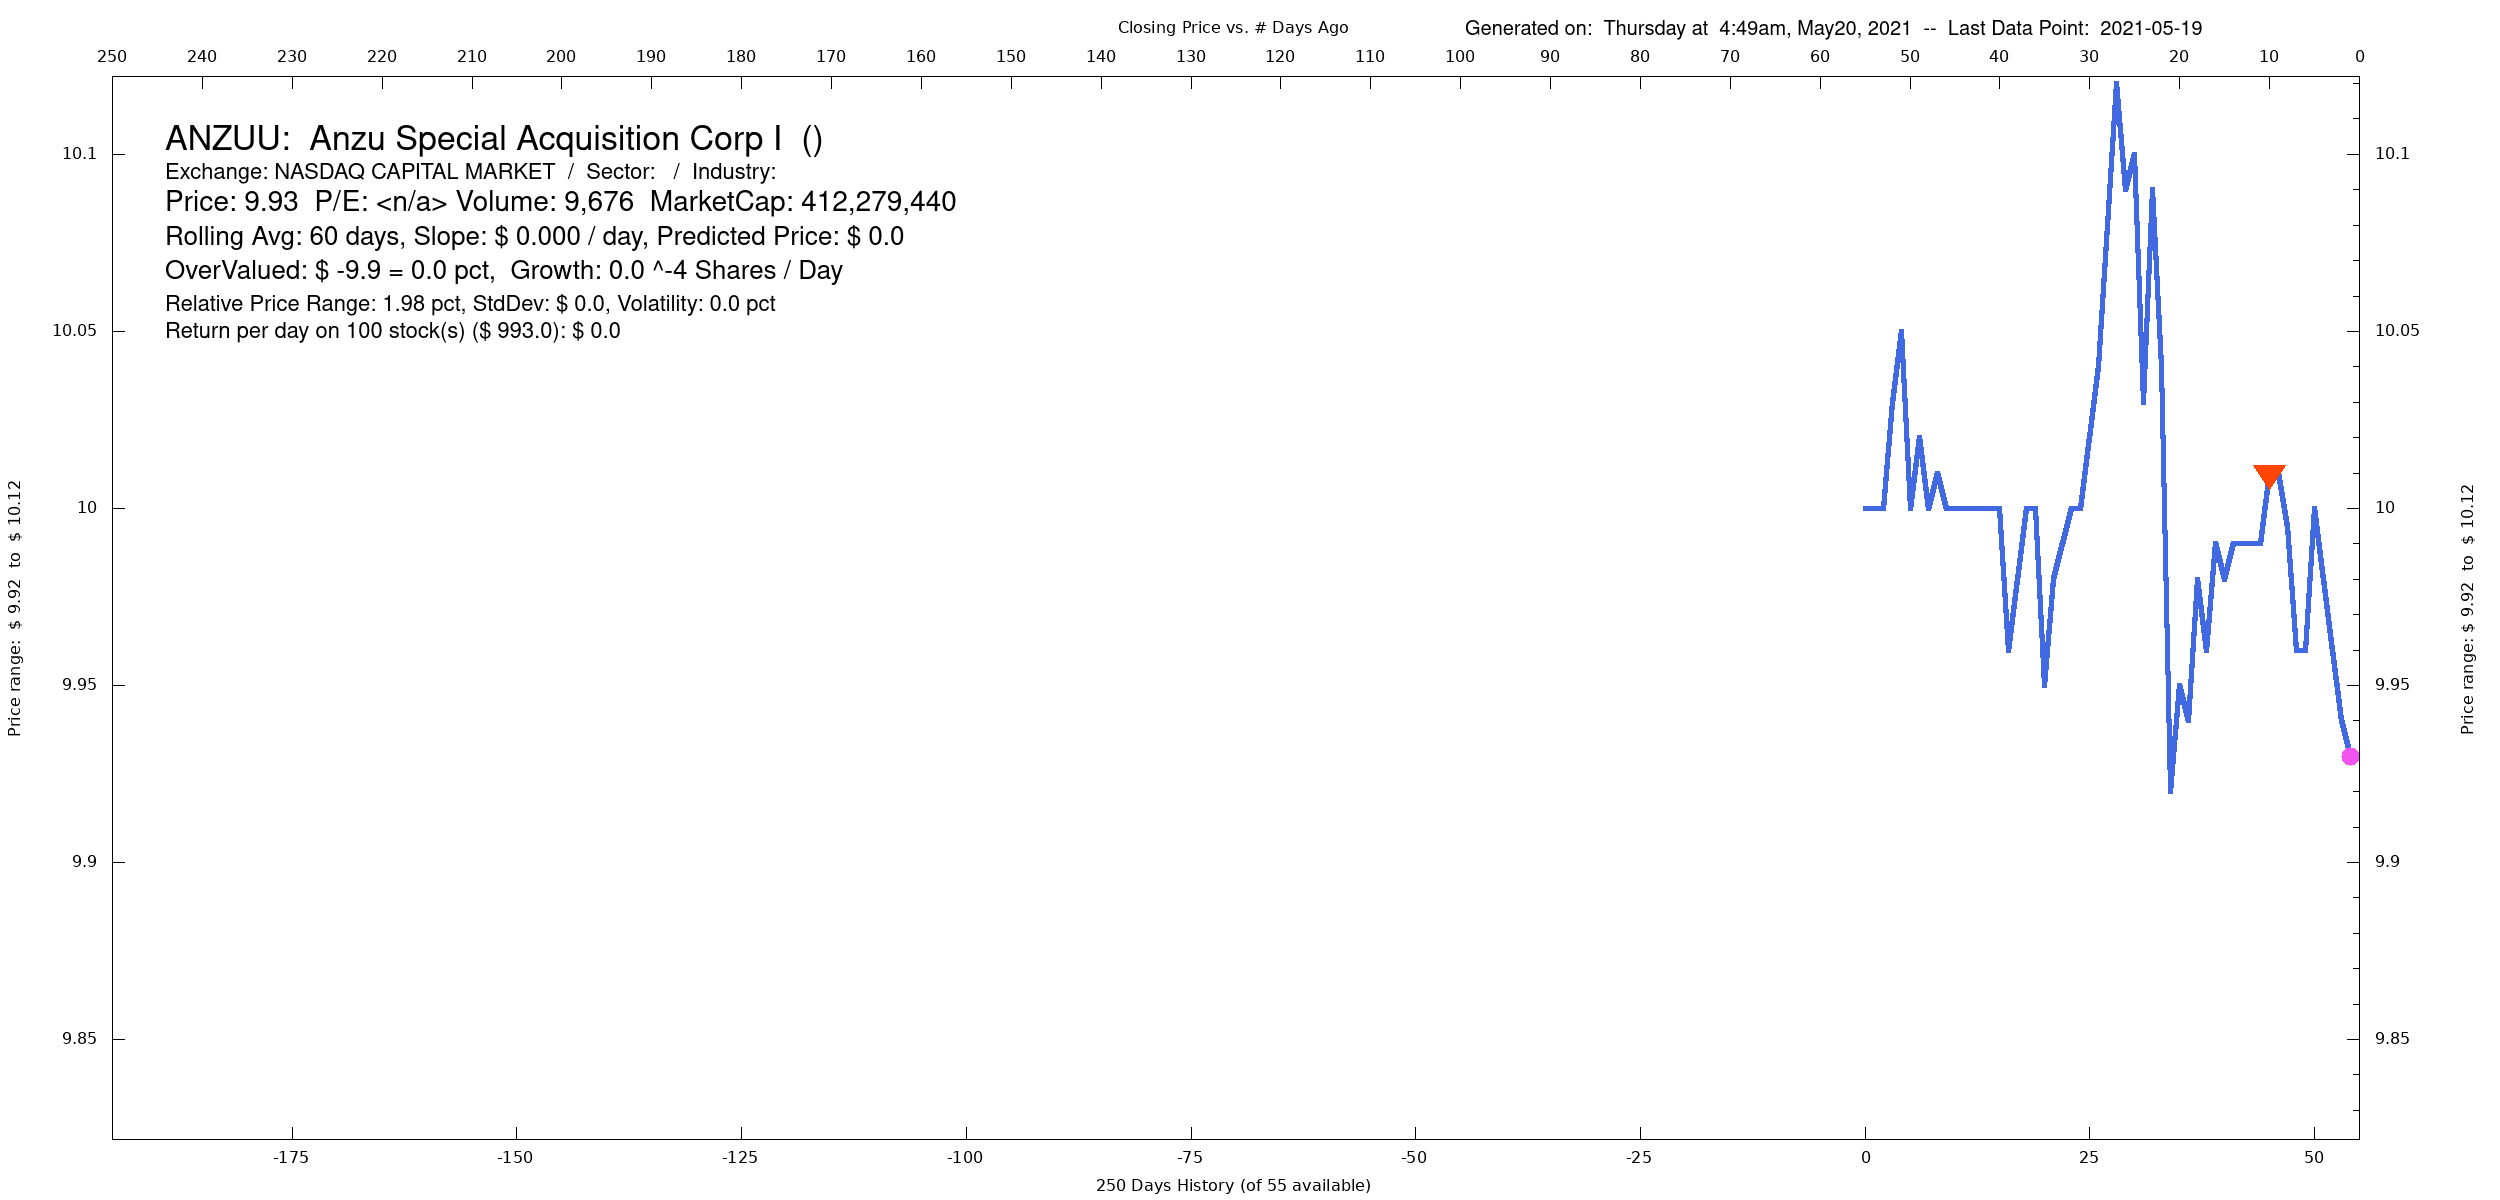 Closing Price vs. # Days Ago
Generated on:  Thursday at  4:49am, May20, 2021  --  Last Data Point:  2021-05-19
250 240 230 220 210 200 190 180 170 160 150 140 130 120 110 100 90 80 70 60 50 40 30 20 10 0
ANZUU:  Anzu Special Acquisition Corp I  ()
Exchange: NASDAQ CAPITAL MARKET  /  Sector:   /  Industry:
Price: 9.93  P/E: <n/a> Volume: 9,676  MarketCap: 412,279,440
Rolling Avg: 60 days, Slope: $ 0.000 / day, Predicted Price: $ 0.0
OverValued: $ -9.9 = 0.0 pct,  Growth: 0.0 ^-4 Shares / Day
Relative Price Range: 1.98 pct, StdDev: $ 0.0, Volatility: 0.0 pct
Return per day on 100 stock(s) ($ 993.0): $ 0.0
10.1 10.1
10.05 10.05
10 10
9.95 9.95
9.9 9.9
9.85 9.85
Price range:  $ 9.92  to  $ 10.12
Price range: $ 9.92  to  $ 10.12
-175 -150 -125 -100 -75 -50 -25 0 25 50
250 Days History (of 55 available)